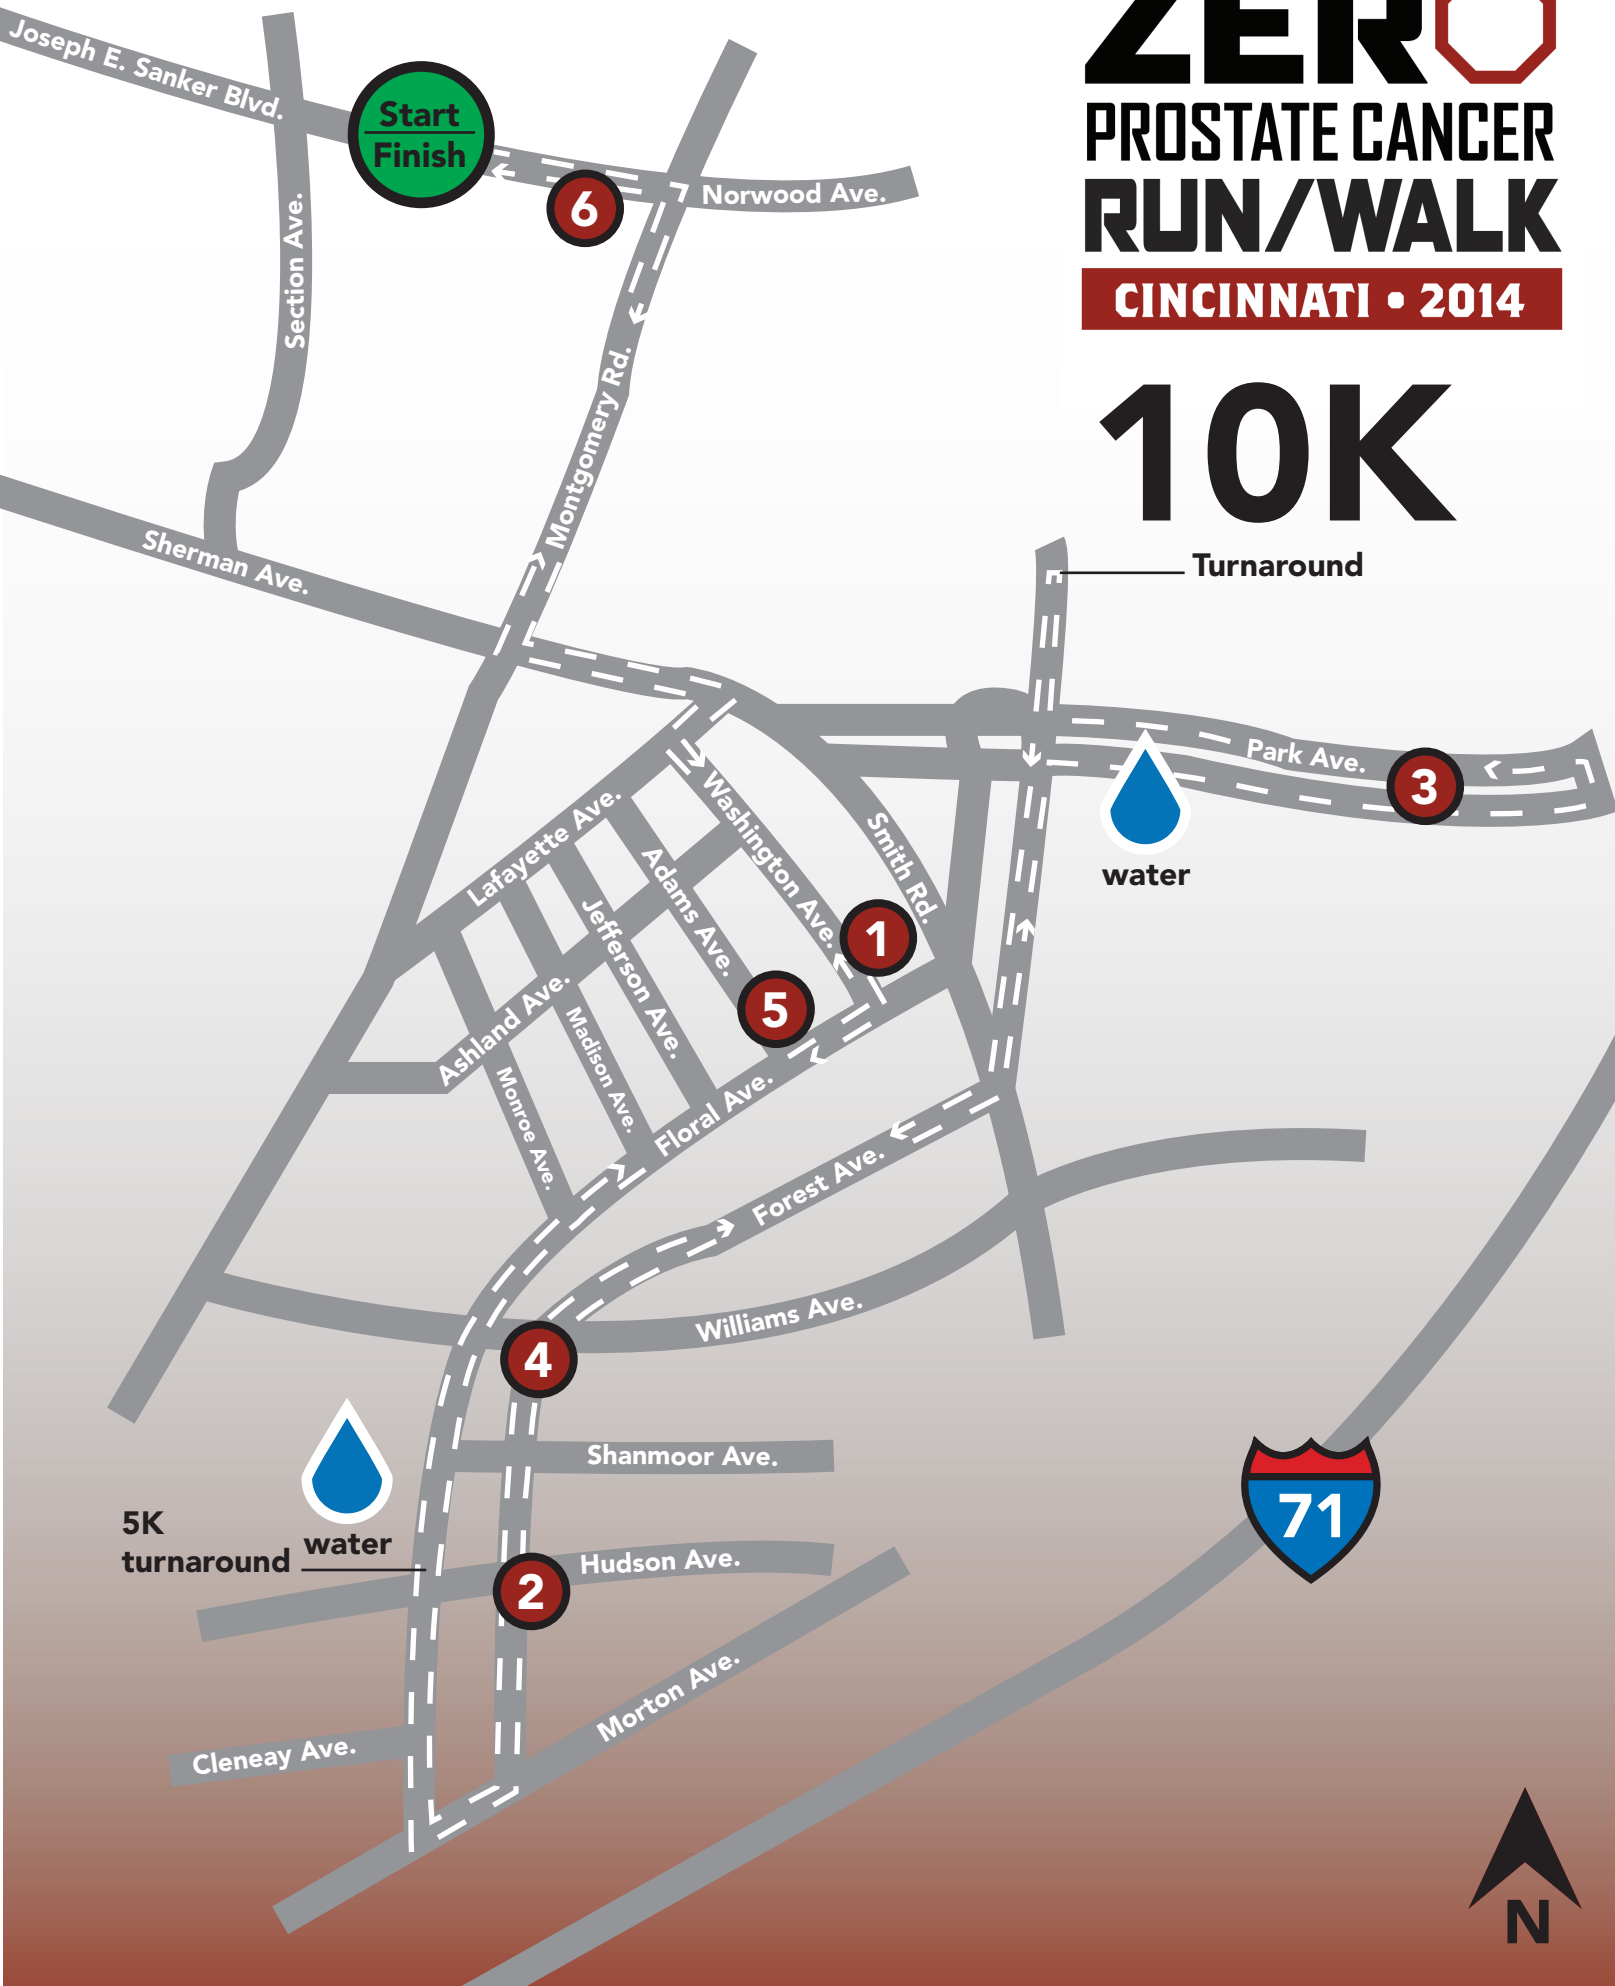 ZERO
PROSTATE CANCER
RUN/WALK
CINCINNATI • 2014
10K
Joseph E. Sanker Blvd.
Start
Finish
6
Norwood Ave.
Section Ave.
Montgomery Rd.
Sherman Ave.
Turnaround
Park Ave.
3
water
Lafayette Ave.
Washington Ave.
Smith Rd.
Adams Ave.
Jefferson Ave.
1
5
Ashland Ave.
Madison Ave.
Monroe Ave.
Floral Ave.
Forest Ave.
Williams Ave.
4
Shanmoor Ave.
71
5K
turnaround
water
Hudson Ave.
2
Morton Ave.
Cleneay Ave.
N